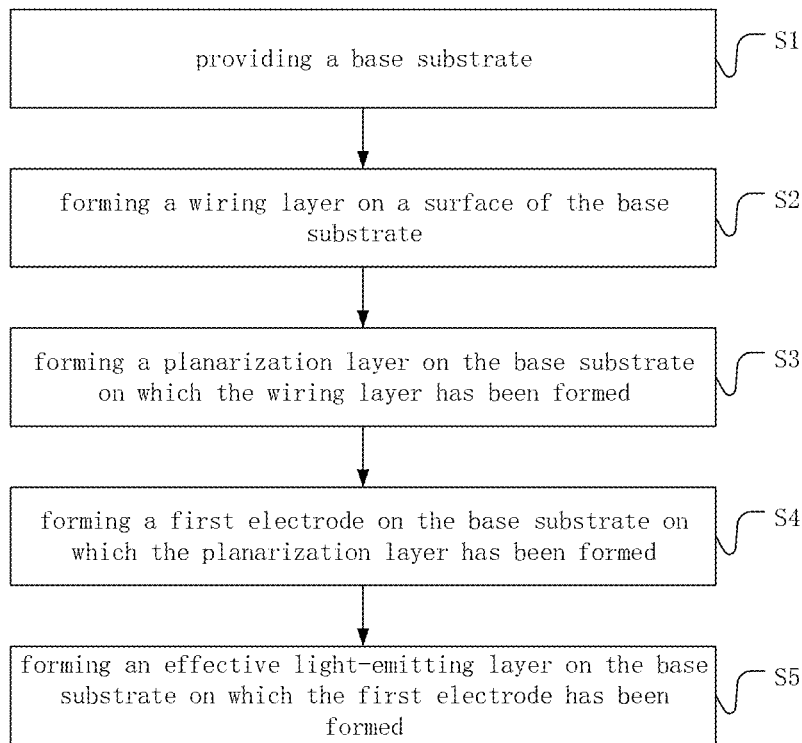 providing a base substrate
S1
forming a wiring layer on a surface of the base
substrate
S2
forming a planarization layer on the base substrate
on which the wiring layer has been formed
S3
forming a first electrode on the base substrate on
which the planarization layer has been formed
S4
forming an effective light-emitting layer on the base
substrate on which the first electrode has been
formed
S5